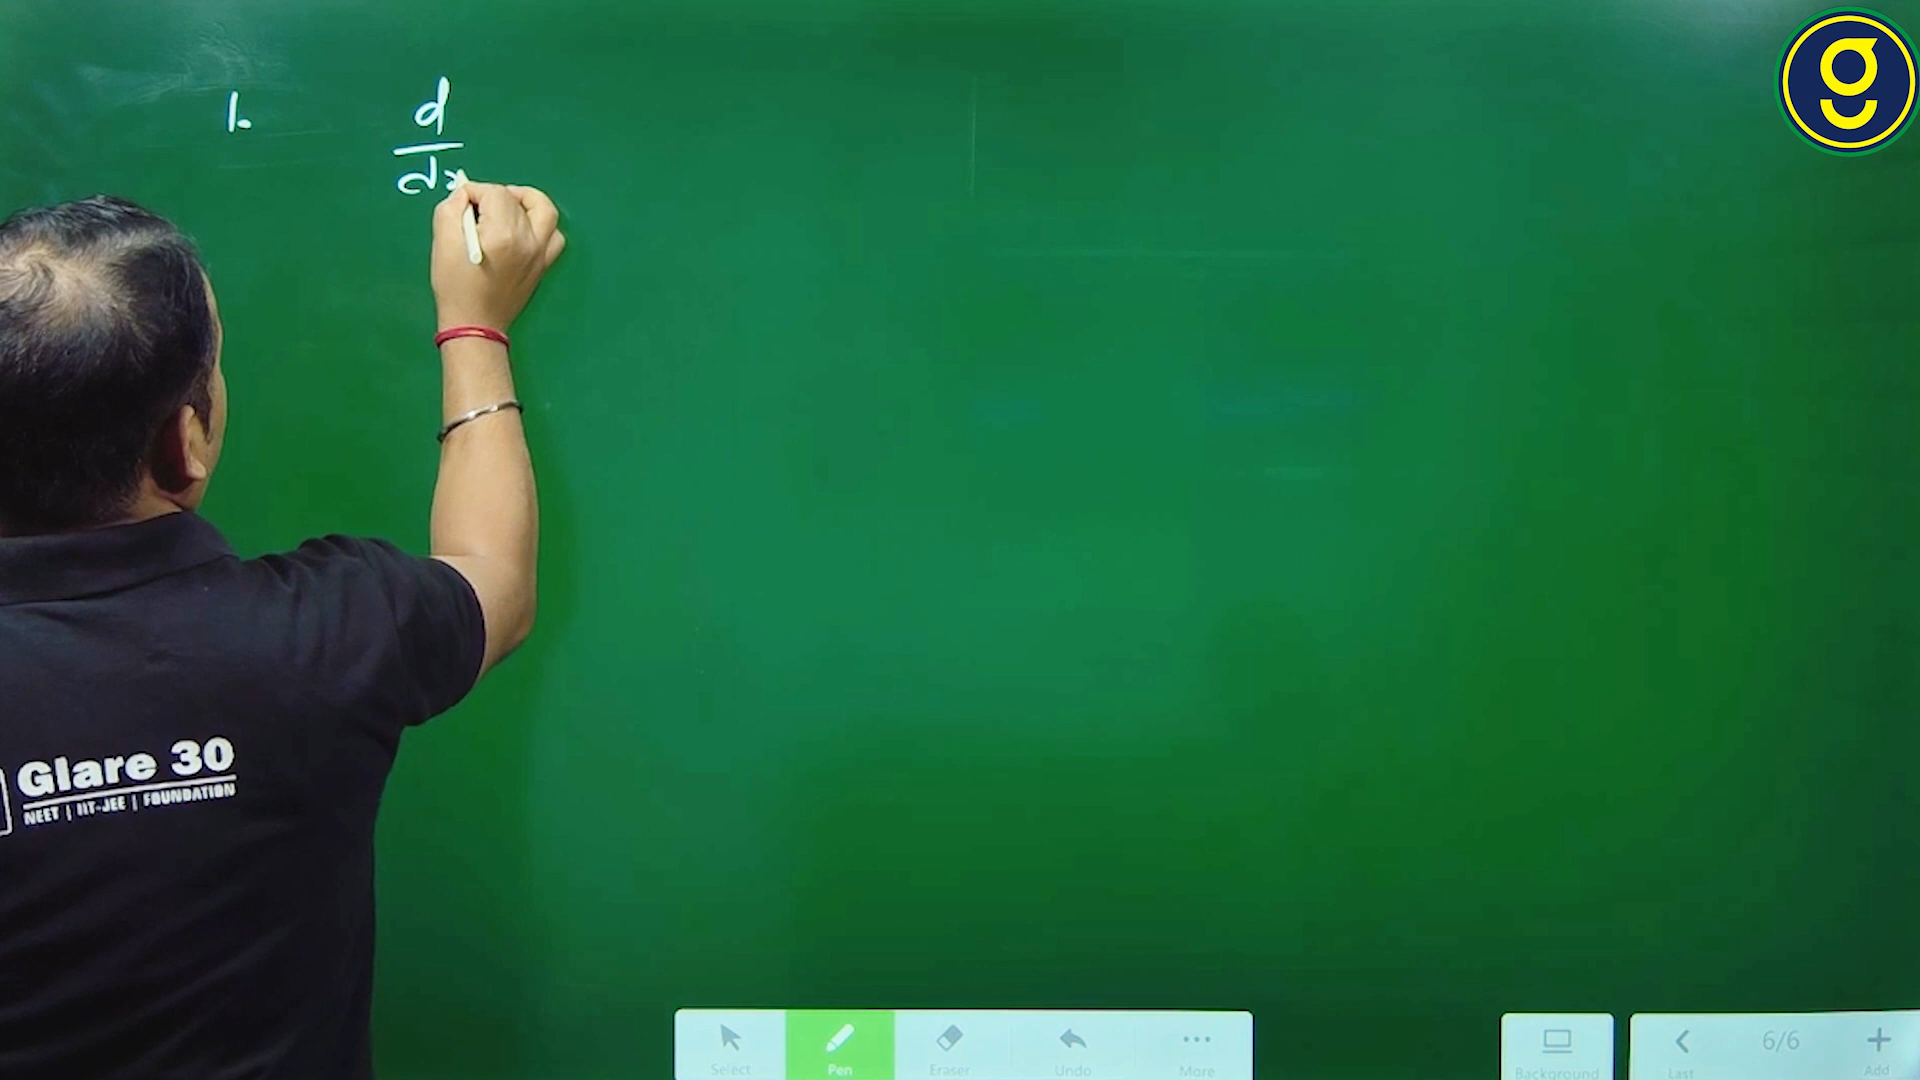 1. d
dx
g
Glare 30
NEET | IIT-JEE | FOUNDATION
Select Pen Eraser Undo More
Background Last 6/6 Add